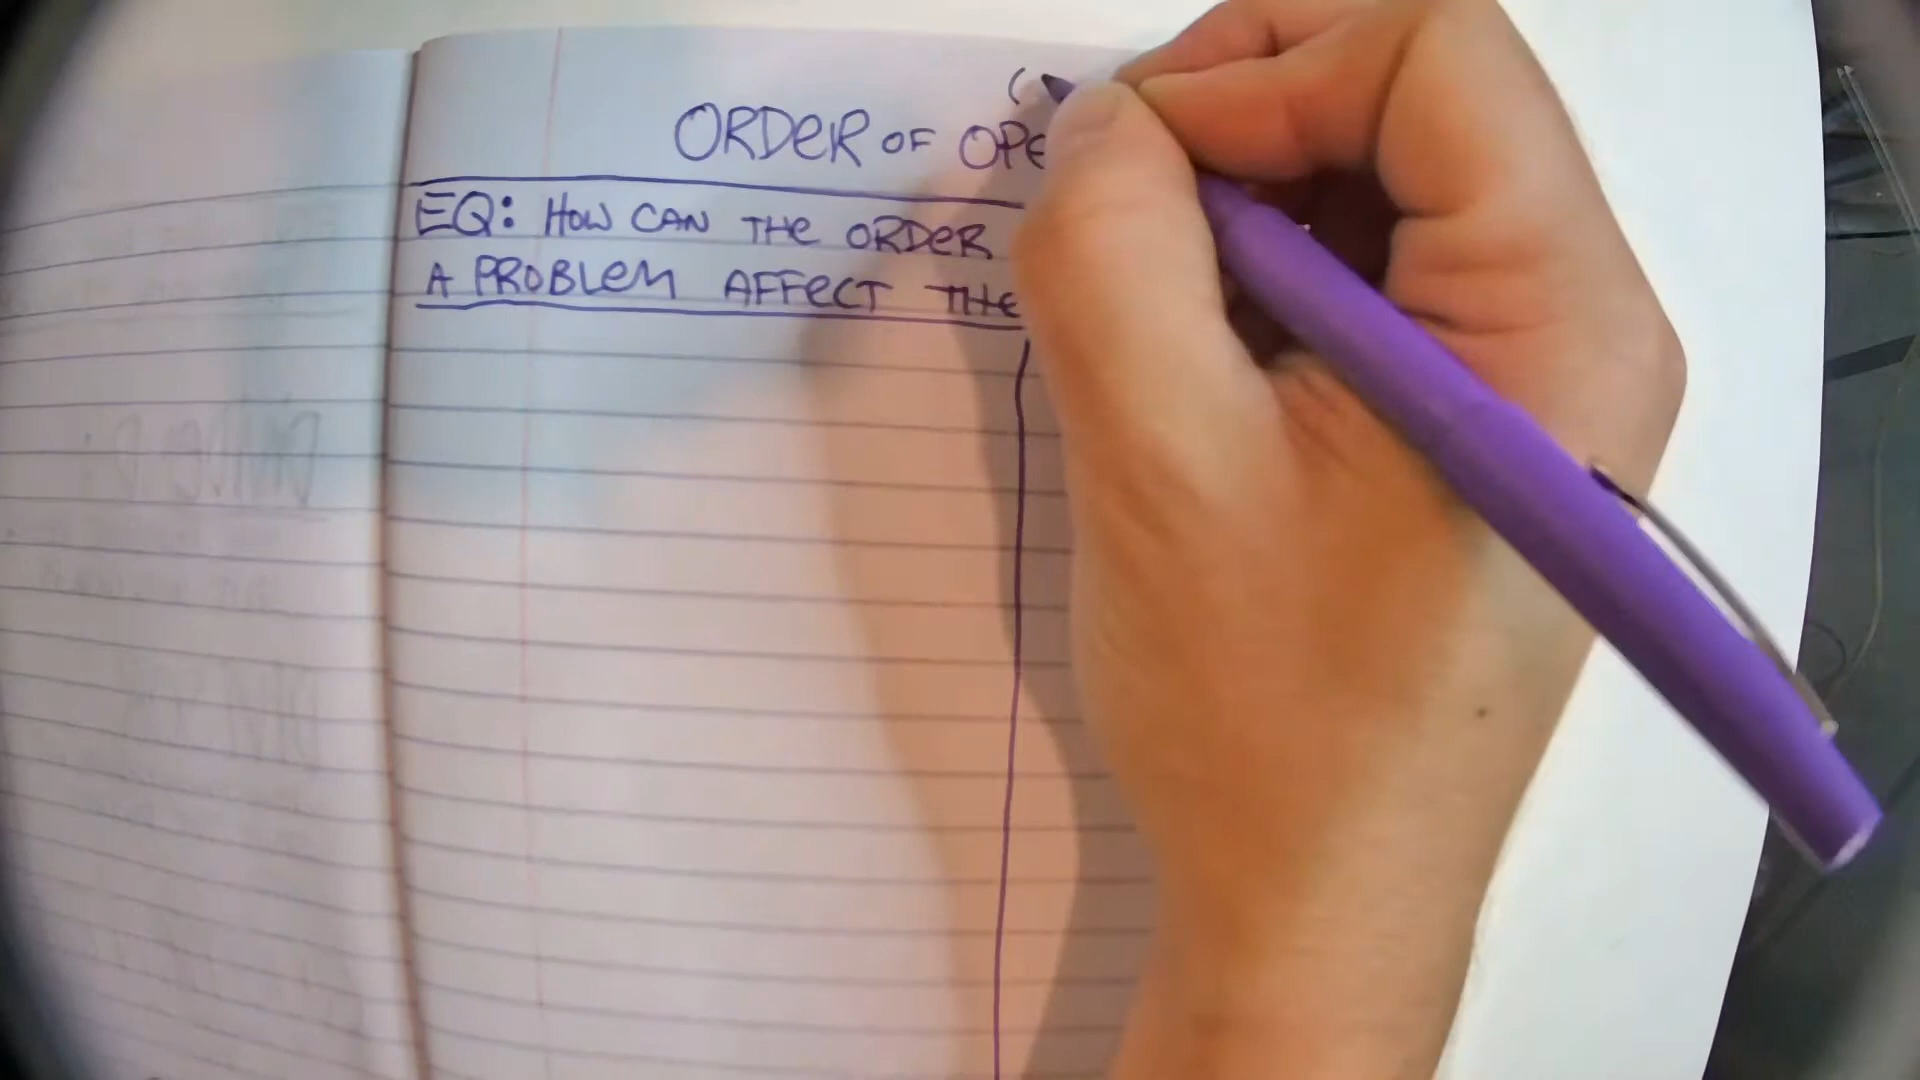 (
ORDER OF OPE
EQ: HOW CAN THE ORDER
A PROBLEM AFFECT THE